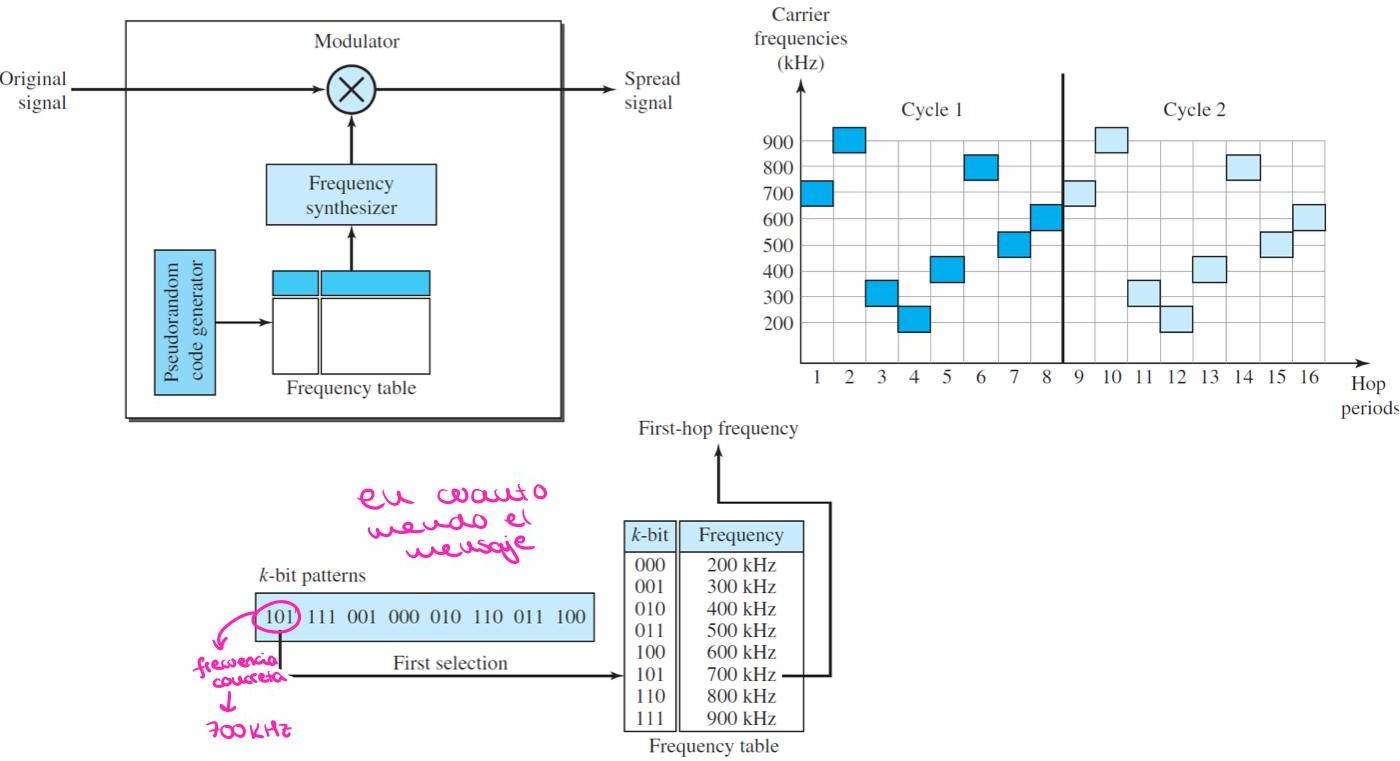 Modulator
Original
signal
Spread
signal
Frequency
synthesizer
Pseudorandom
code generator
Frequency table
Carrier
frequencies
(kHz)
Cycle 1
Cycle 2
900
800
700
600
500
400
300
200
1 2 3 4 5 6 7 8 9 10 11 12 13 14 15 16
Hop
periods
First-hop frequency
en cuanto
mando el
mensaje
k-bit patterns
101 111 001 000 010 110 011 100
First selection
frecuencia
concreta
700 KHz
k-bit Frequency
000 200 kHz
001 300 kHz
010 400 kHz
011 500 kHz
100 600 kHz
101 700 kHz
110 800 kHz
111 900 kHz
Frequency table